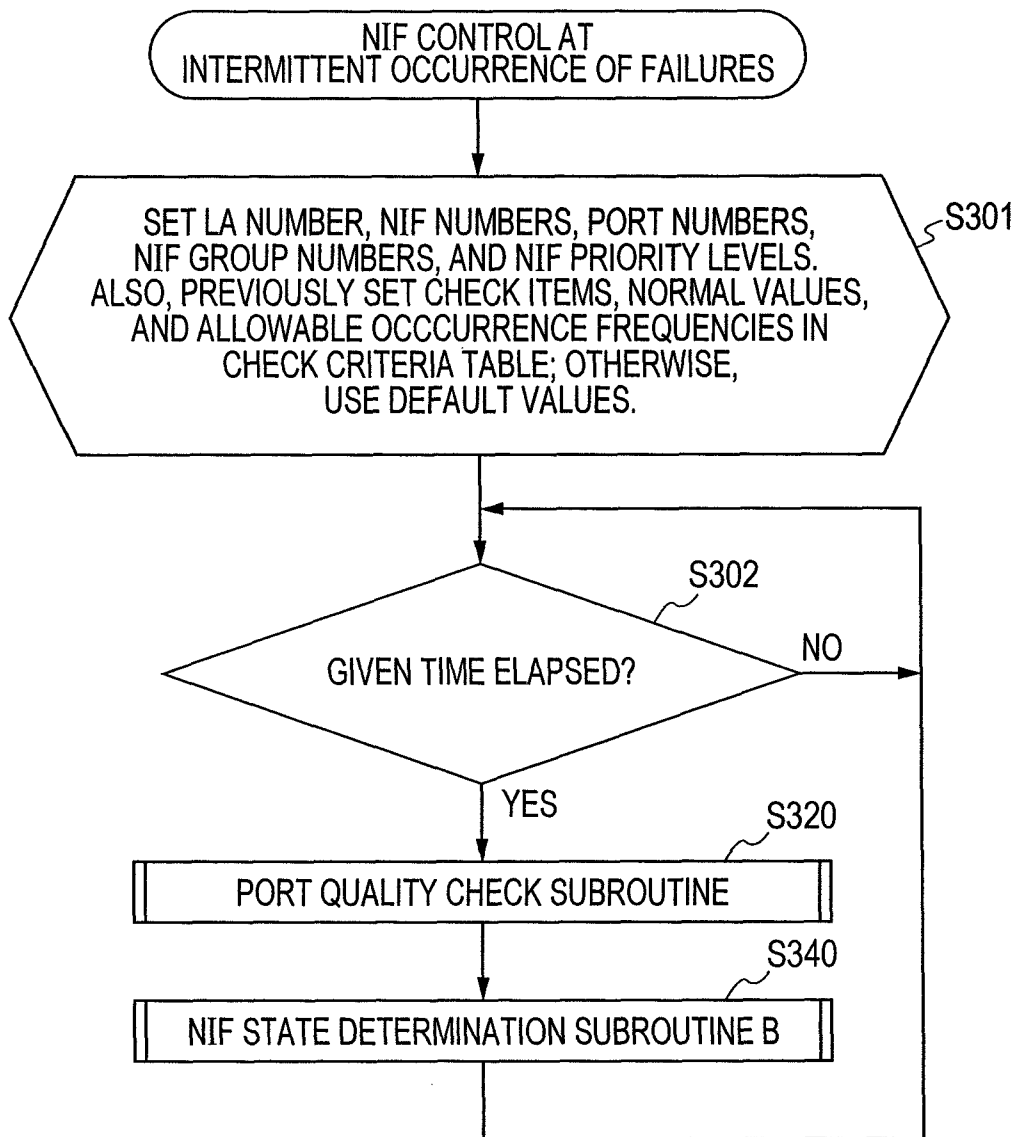 NIF CONTROL AT
INTERMITTENT OCCURRENCE OF FAILURES
SET LA NUMBER, NIF NUMBERS, PORT NUMBERS,
NIF GROUP NUMBERS, AND NIF PRIORITY LEVELS.
ALSO, PREVIOUSLY SET CHECK ITEMS, NORMAL VALUES,
AND ALLOWABLE OCCCURRENCE FREQUENCIES IN
CHECK CRITERIA TABLE; OTHERWISE,
USE DEFAULT VALUES.
S301
S302
GIVEN TIME ELAPSED?
NO
YES
S320
PORT QUALITY CHECK SUBROUTINE
S340
NIF STATE DETERMINATION SUBROUTINE B